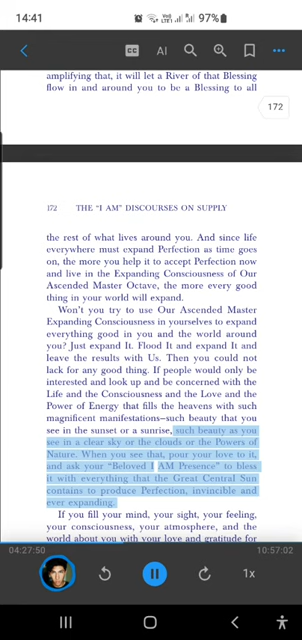 14:41
97%
CC
AI
amplifying that, it will let a River of that Blessing
flow in and around you to be a Blessing to all
172
172 THE "I AM" DISCOURSES ON SUPPLY
the rest of what lives around you. And since life
everywhere must expand Perfection as time goes
on, the more you help it to accept Perfection now
and live in the Expanding Consciousness of Our
Ascended Master Octave, the more every good
thing in your world will expand.
Won't you try to use Our Ascended Master
Expanding Consciousness in yourselves to expand
everything good in you and the world around
you? Just expand It. Flood It and expand It and
leave the results with Us. Then you could not
lack for any good thing. If people would only be
interested and look up and be concerned with the
Life and the Consciousness and the Love and the
Power of Energy that fills the heavens with such
magnificent manifestations—such beauty that you
see in the sunset or a sunrise, such beauty as you
see in a clear sky or the clouds or the Powers of
Nature. When you see that, pour your love to it,
and ask your "Beloved I AM Presence" to bless
it with everything that the Great Central Sun
contains to produce Perfection, invincible and
ever expanding.
If you fill your mind, your sight, your feeling,
your consciousness, your atmosphere, and the
world about you with your love and gratitude for
04:27:50
10:57:02
1x